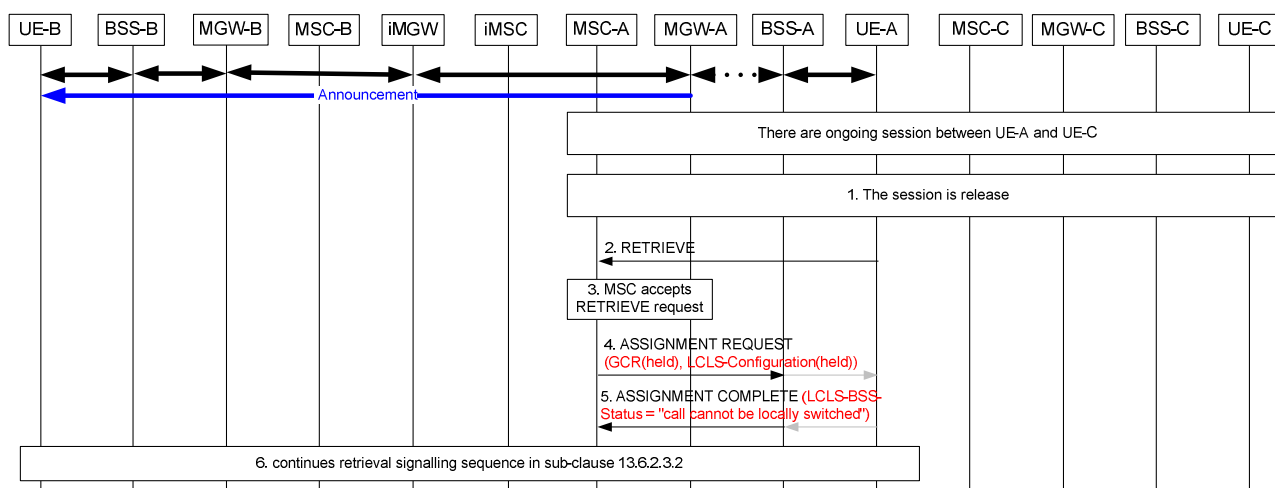 UE-B BSS-B MGW-B MSC-B iMGW iMSC MSC-A MGW-A BSS-A UE-A MSC-C MGW-C BSS-C UE-C
Announcement
There are ongoing session between UE-A and UE-C
1. The session is release
2. RETRIEVE
3. MSC accepts
RETRIEVE request
4. ASSIGNMENT REQUEST
(GCR(held), LCLS-Configuration(held))
5. ASSIGNMENT COMPLETE (LCLS-BSS-
Status = "call cannot be locally switched")
6. continues retrieval signalling sequence in sub-clause 13.6.2.3.2